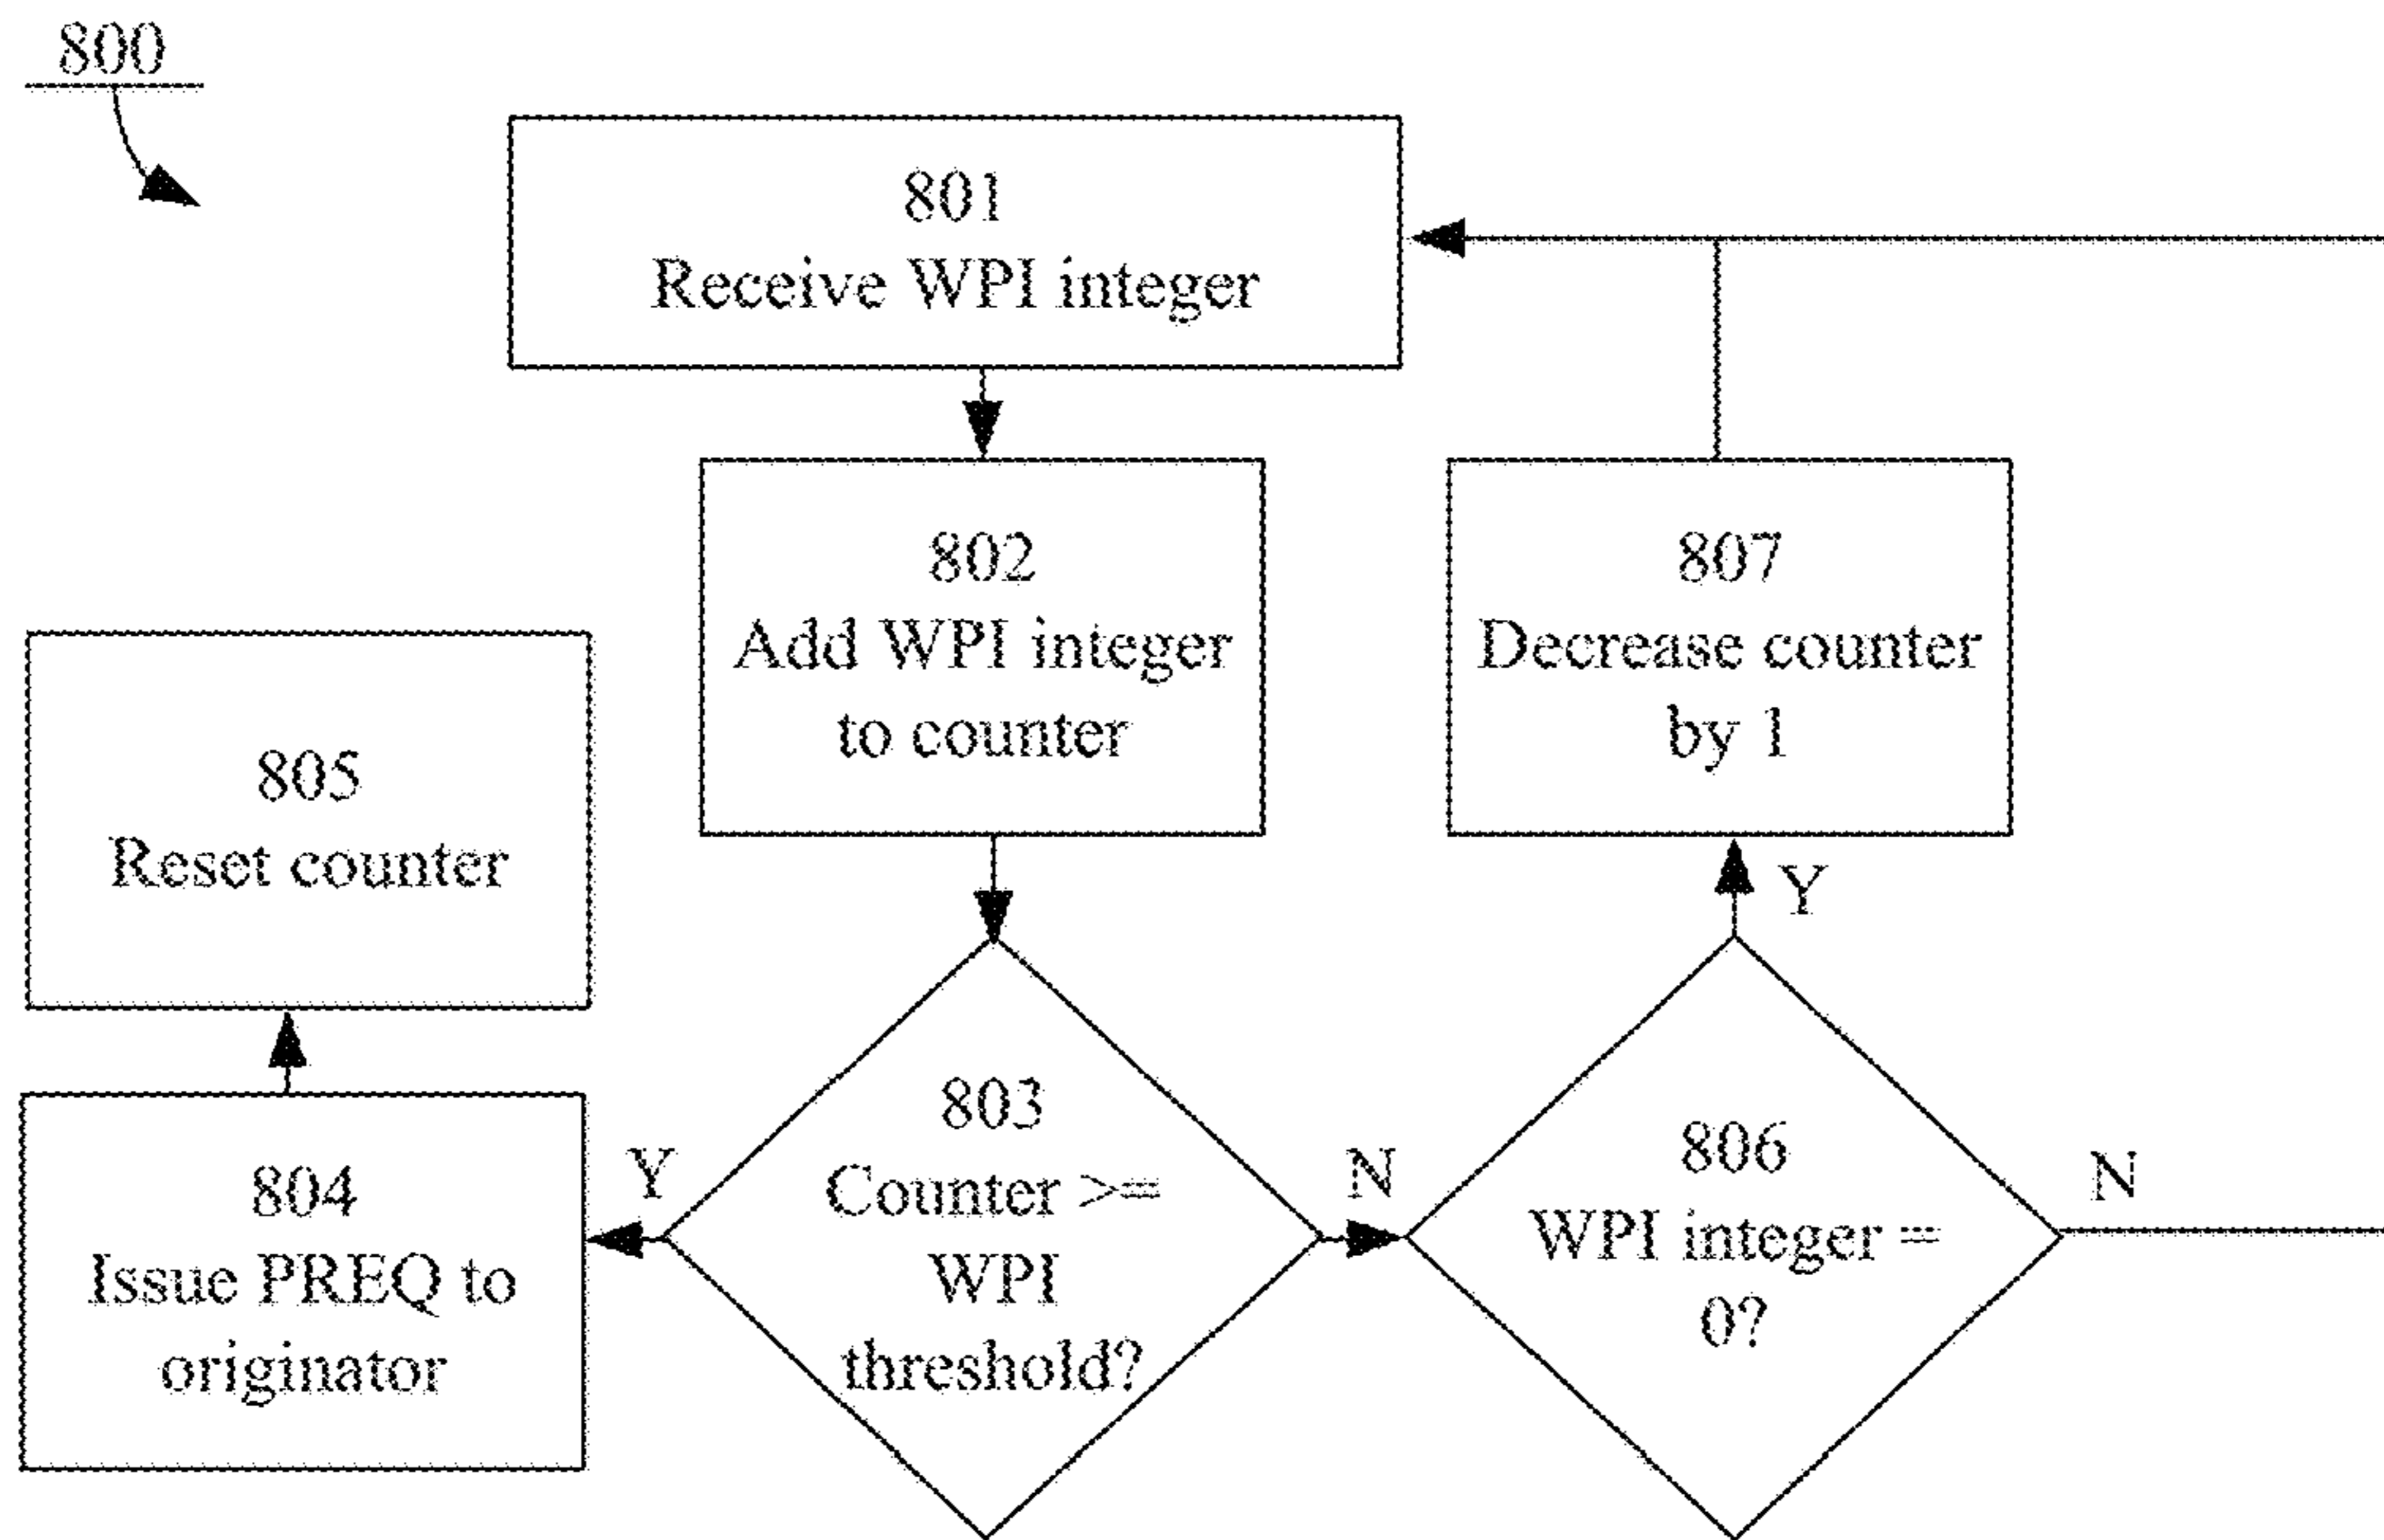 800
801
Receive WPI integer
802
Add WPI integer
to counter
807
Decrease counter
by 1
805
Reset counter
Y
803
Counter >=
WPI
threshold?
Y
N
806
WPI integer =
0?
N
804
Issue PREQ to
originator